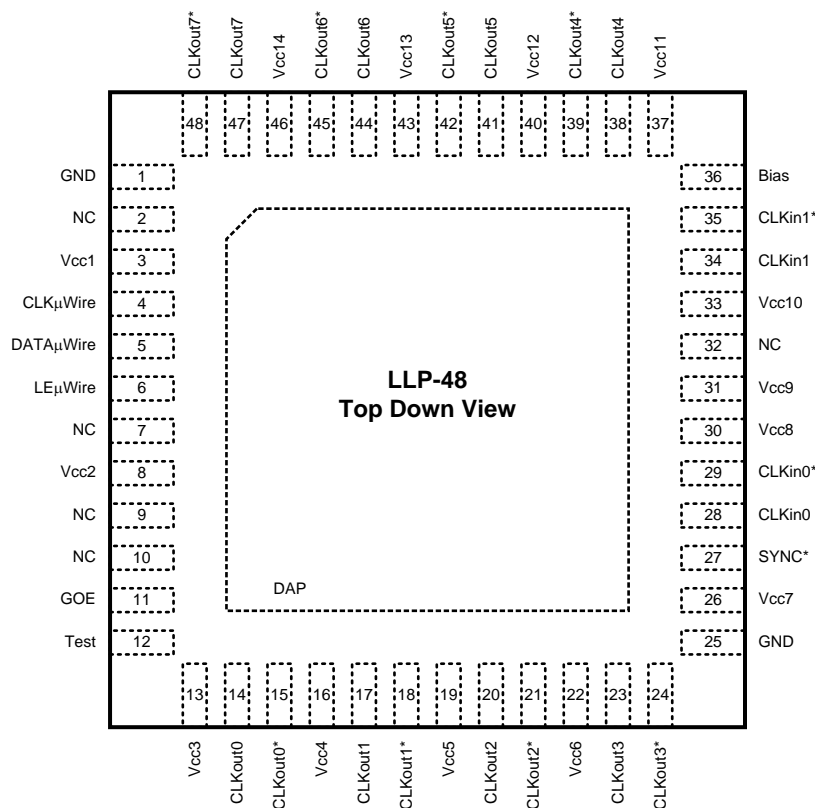 CLKout7*
CLKout7
Vcc14
CLKout6*
CLKout6
Vcc13
CLKout5*
CLKout5
Vcc12
CLKout4*
CLKout4
Vcc11
48 47 46 45 44 43 42 41 40 39 38 37
GND 1 36 Bias
NC 2 35 CLKin1*
Vcc1 3 34 CLKin1
CLKμWire 4 33 Vcc10
DATAμWire 5 32 NC
LEμWire 6 31 Vcc9
LLP-48
Top Down View
NC 7 30 Vcc8
Vcc2 8 29 CLKin0*
NC 9 28 CLKin0
NC 10 27 SYNC*
DAP
GOE 11 26 Vcc7
Test 12 25 GND
13 14 15 16 17 18 19 20 21 22 23 24
Vcc3
CLKout0
CLKout0*
Vcc4
CLKout1
CLKout1*
Vcc5
CLKout2
CLKout2*
Vcc6
CLKout3
CLKout3*